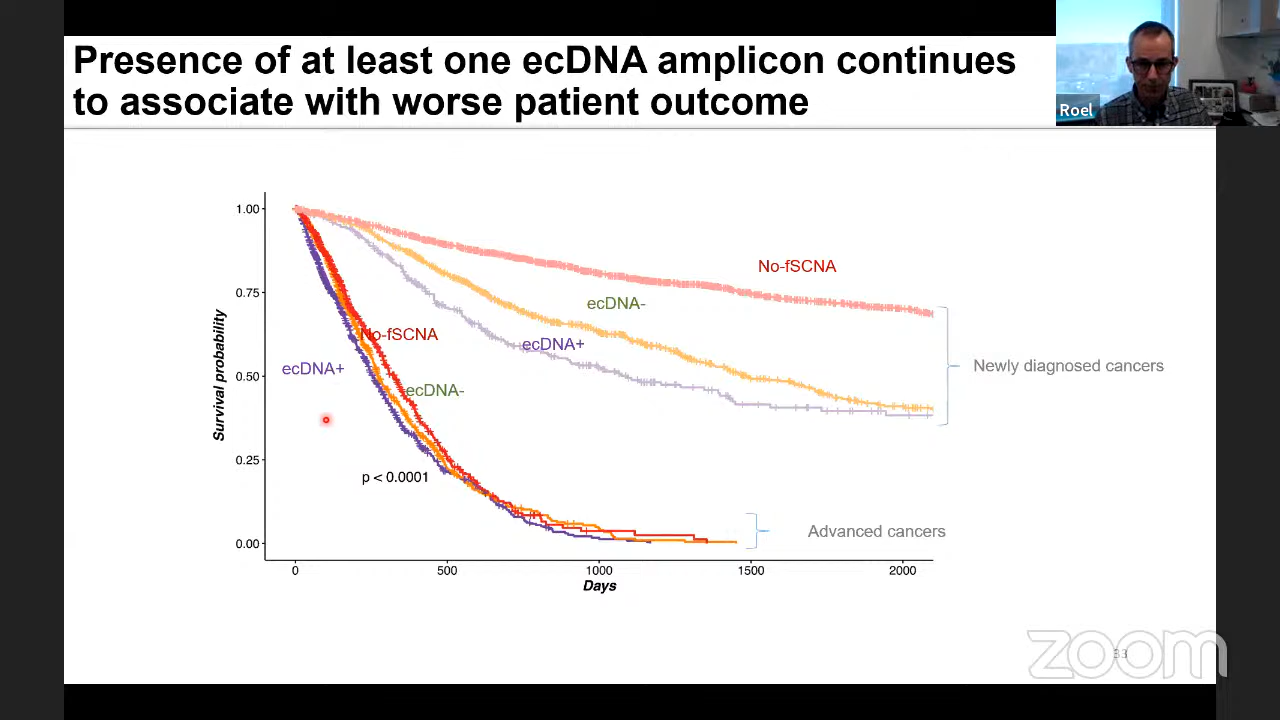 Presence of at least one ecDNA amplicon continues
to associate with worse patient outcome
Roel
1.00
0.75
0.50
0.25
0.00
Survival probability
No-fSCNA
ecDNA-
ecDNA+
No-fSCNA
ecDNA+
ecDNA-
p < 0.0001
Newly diagnosed cancers
Advanced cancers
0 500 1000 1500 2000
Days
zoom
33